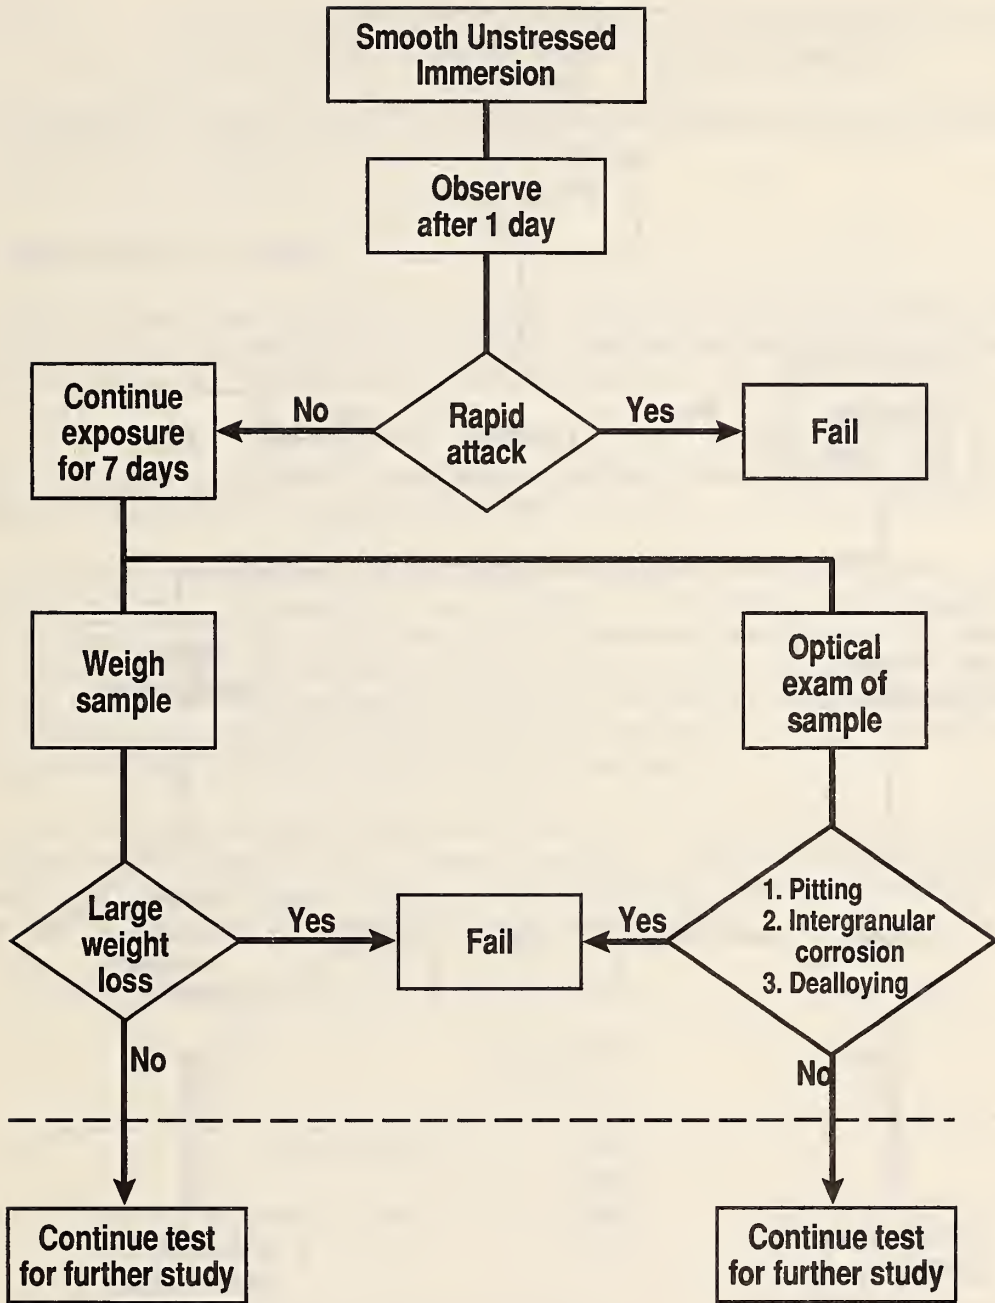 Smooth Unstressed
Immersion
Observe
after 1 day
Continue
exposure
for 7 days
No
Rapid
attack
Yes
Fail
Weigh
sample
Optical
exam of
sample
Large
weight
loss
Yes
Fail
Yes
1. Pitting
2. Intergranular
corrosion
3. Dealloying
No
No
Continue test
for further study
Continue test
for further study